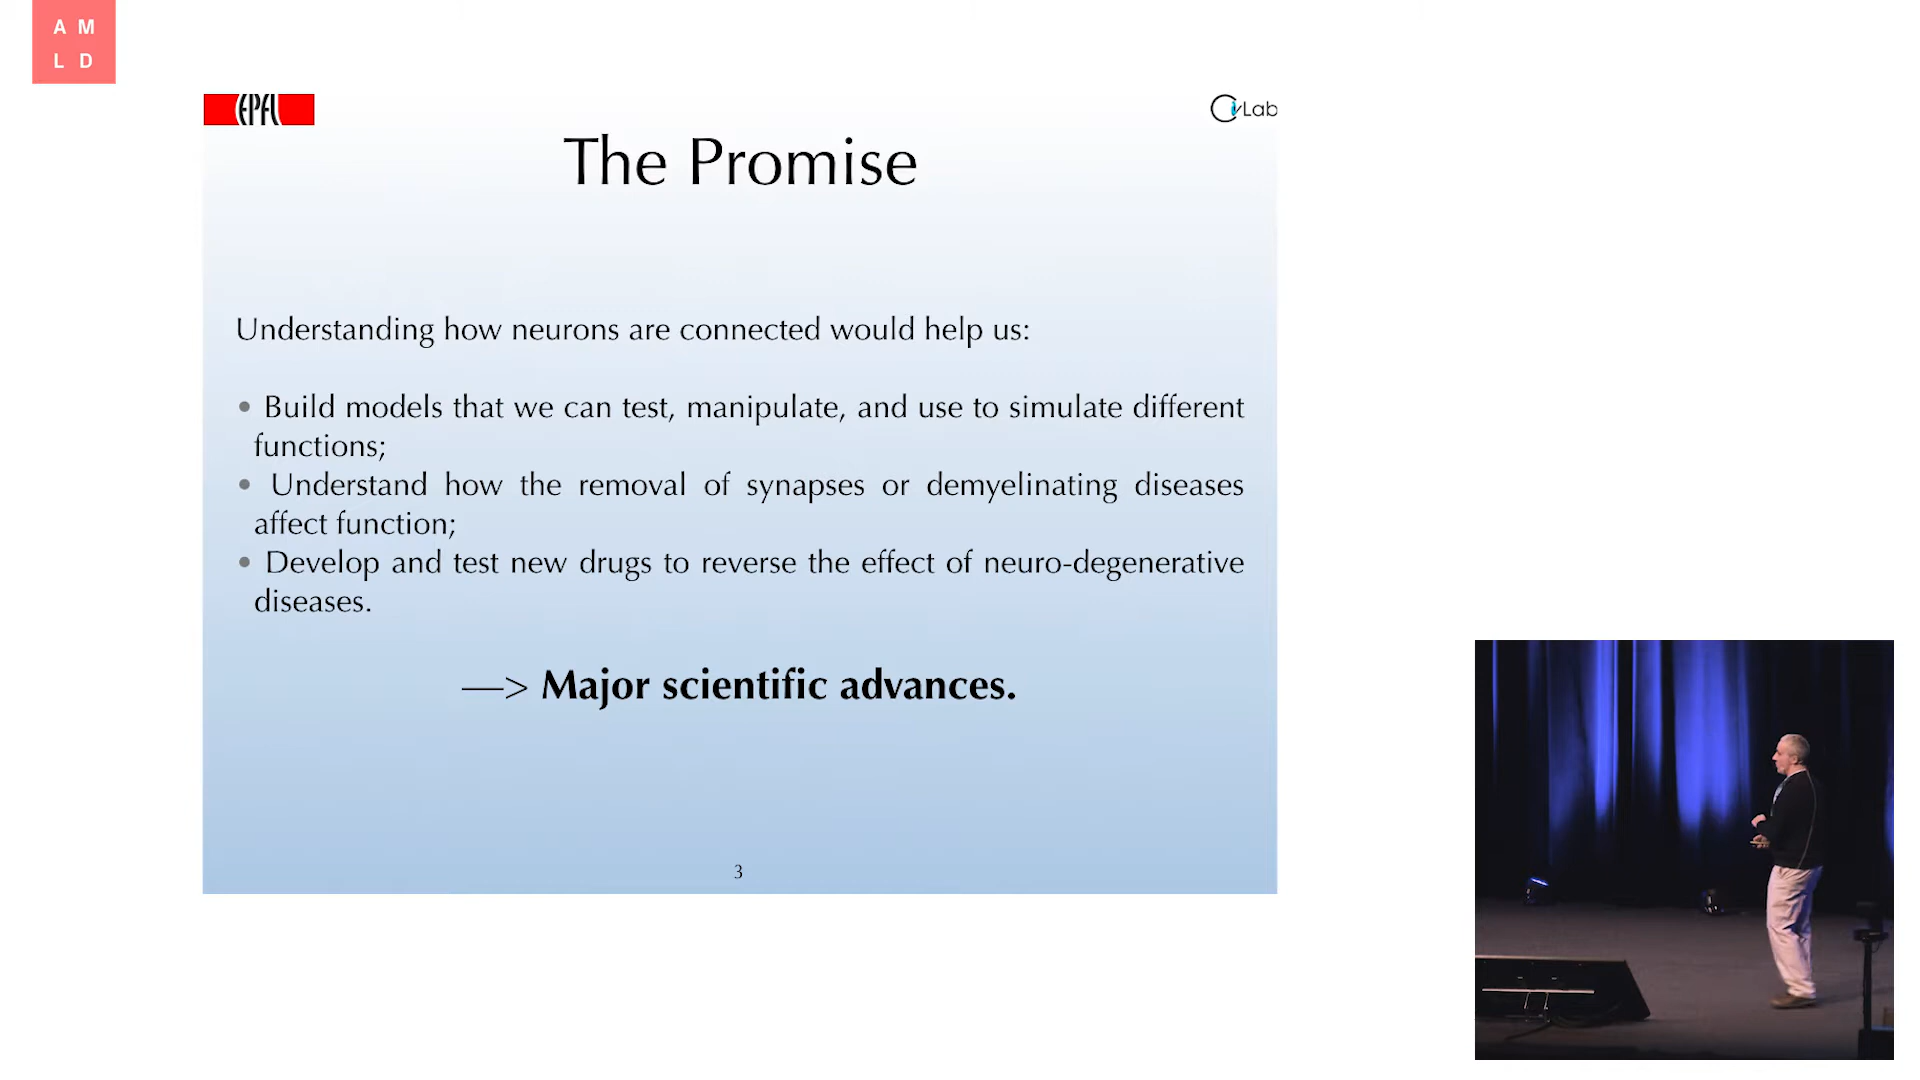 A M
L D
EPFL
CvLab
The Promise
Understanding how neurons are connected would help us:
• Build models that we can test, manipulate, and use to simulate different
functions;
• Understand how the removal of synapses or demyelinating diseases
affect function;
• Develop and test new drugs to reverse the effect of neuro-degenerative
diseases.
—> Major scientific advances.
3